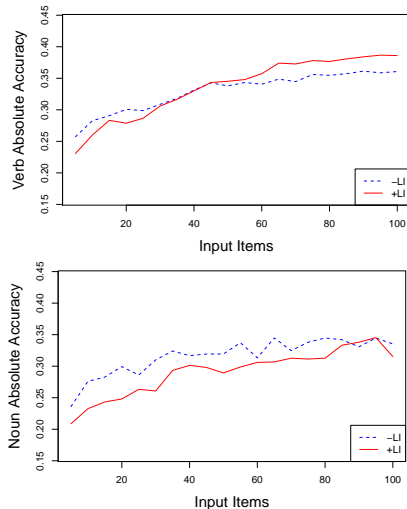 Verb Absolute Accuracy
0.45
0.40
0.35
0.30
0.25
0.20
0.15
20 40 60 80 100
Input Items
–LI
+LI
Noun Absolute Accuracy
0.45
0.40
0.35
0.30
0.25
0.20
0.15
20 40 60 80 100
Input Items
–LI
+LI